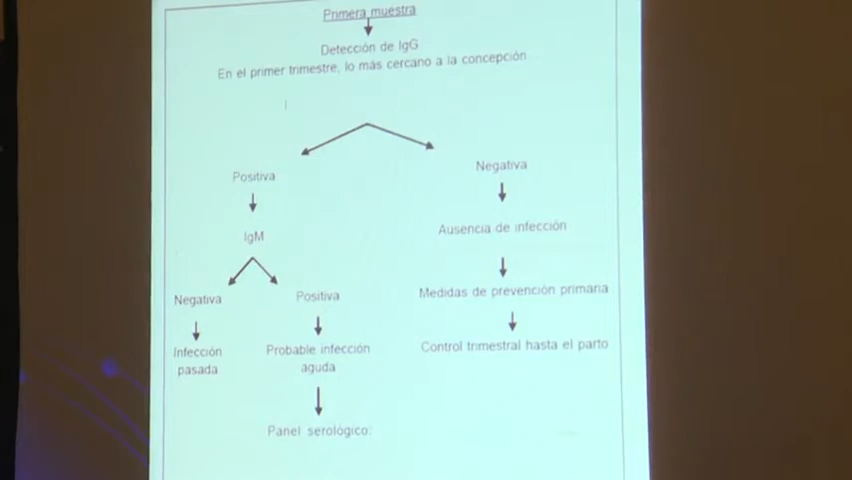 Primera muestra
Detección de IgG
En el primer trimestre, lo más cercano a la concepción
Positiva
Negativa
IgM
Ausencia de infección
Negativa
Positiva
Medidas de prevención primaria
Infección
pasada
Probable infección
aguda
Control trimestral hasta el parto
Panel serológico: